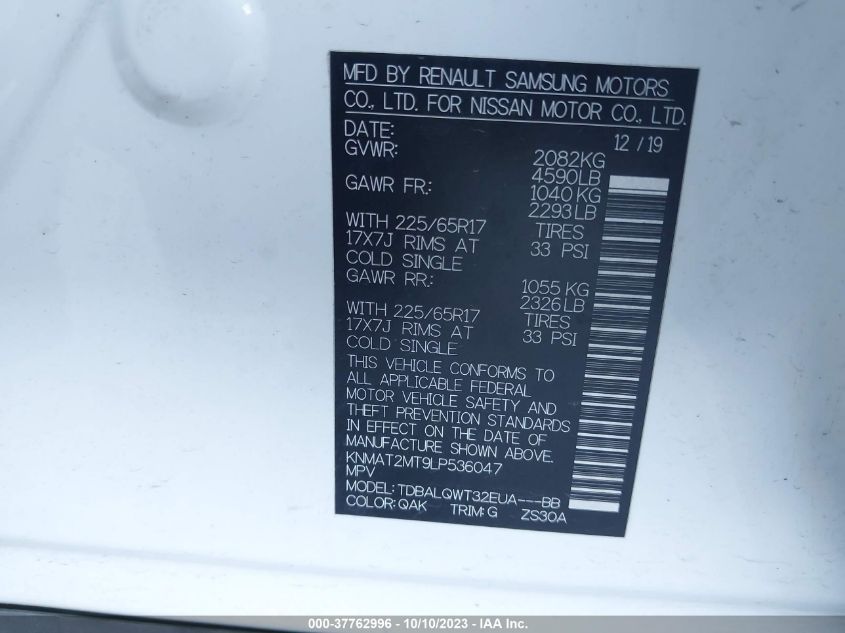 MFD BY RENAULT SAMSUNG MOTORS
CO., LTD. FOR NISSAN MOTOR CO., LTD.
DATE: 12 / 19
GVWR: 2082KG
4590LB
GAWR FR.: 1040 KG
2293 LB
WITH 225/65R17 TIRES
17X7J RIMS AT 33 PSI
COLD SINGLE
GAWR RR.: 1055 KG
2326 LB
WITH 225/65R17 TIRES
17X7J RIMS AT 33 PSI
COLD SINGLE
THIS VEHICLE CONFORMS TO
ALL APPLICABLE FEDERAL
MOTOR VEHICLE SAFETY AND
THEFT PREVENTION STANDARDS
IN EFFECT ON THE DATE OF
MANUFACTURE SHOWN ABOVE.
KNMAT2MT9LP536047
MPV
MODEL: TDBALQWT32EUA---BB
COLOR: QAK TRIM: G ZS30A
000-37762996 - 10/10/2023 - IAA Inc.